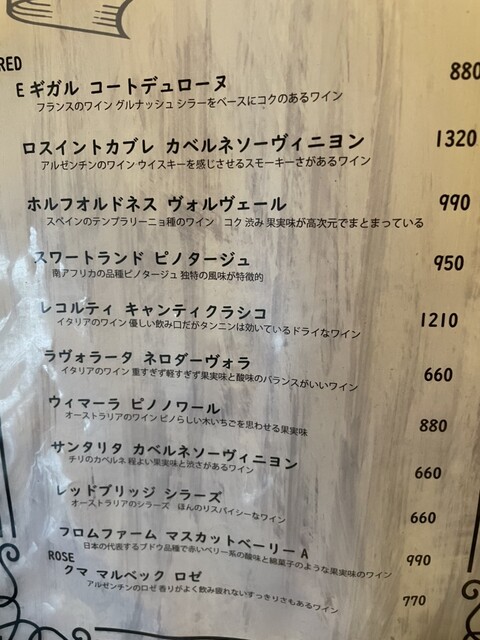 RED
E ギガル コートデュローヌ 880
フランスのワイン グルナッシュ シラーをベースにコクのあるワイン
ロスイントカブレ カベルネソーヴィニヨン 1320
アルゼンチンのワイン ウイスキーを感じさせるスモーキーさがあるワイン
ホルフオルドネス ヴォルヴェール 990
スペインのテンプラリーニョ種のワイン コク 渋み 果実味が高次元でまとまっている
スワートランド ピノタージュ 950
南アフリカの品種ピノタージュ 独特の風味が特徴的
レコルティ キャンティクラシコ 1210
イタリアのワイン 優しい飲み口だがタンニンは効いているドライなワイン
ラヴォラータ ネロダーヴォラ 660
イタリアのワイン 重すぎず軽すぎず果実味と酸味のバランスがいいワイン
ウィマーラ ピノノワール 880
オーストラリアのワイン ピノらしい木いちごを思わせる果実味
サンタリタ カベルネソーヴィニヨン 660
チリのカベルネ 程よい果実味と渋さがあるワイン
レッドブリッジ シラーズ 660
オーストラリアのシラーズ ほんのりスパイシーなワイン
フロムファーム マスカットベーリー A 990
日本の代表するブドウ品種で赤いベリー系の酸味と綿菓子のような果実味のワイン
ROSE
クマ マルベック ロゼ 770
アルゼンチンのロゼ 香りがよく飲み疲れないすっきりさもあるワイン